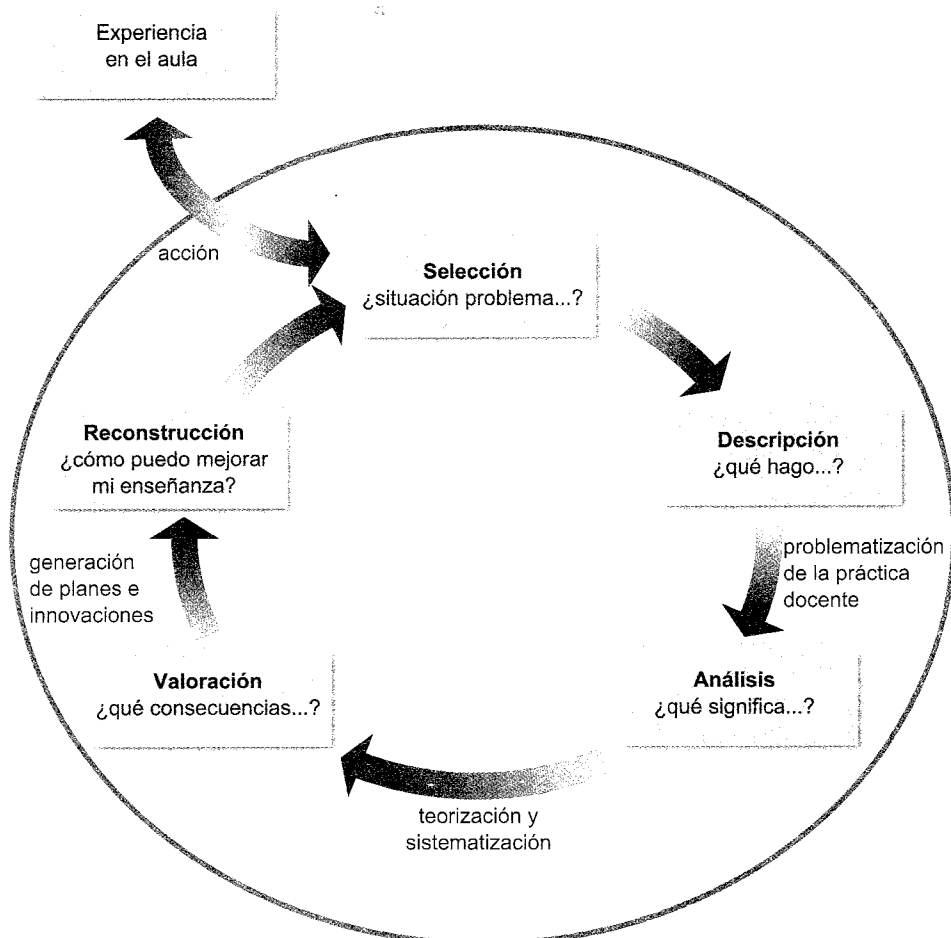 Experiencia
en el aula
acción
Selección
¿situación problema...?
Descripción
¿qué hago...?
problematización
de la práctica
docente
Análisis
¿qué significa...?
teorización y
sistematización
Valoración
¿qué consecuencias...?
generación
de planes e
innovaciones
Reconstrucción
¿cómo puedo mejorar
mi enseñanza?